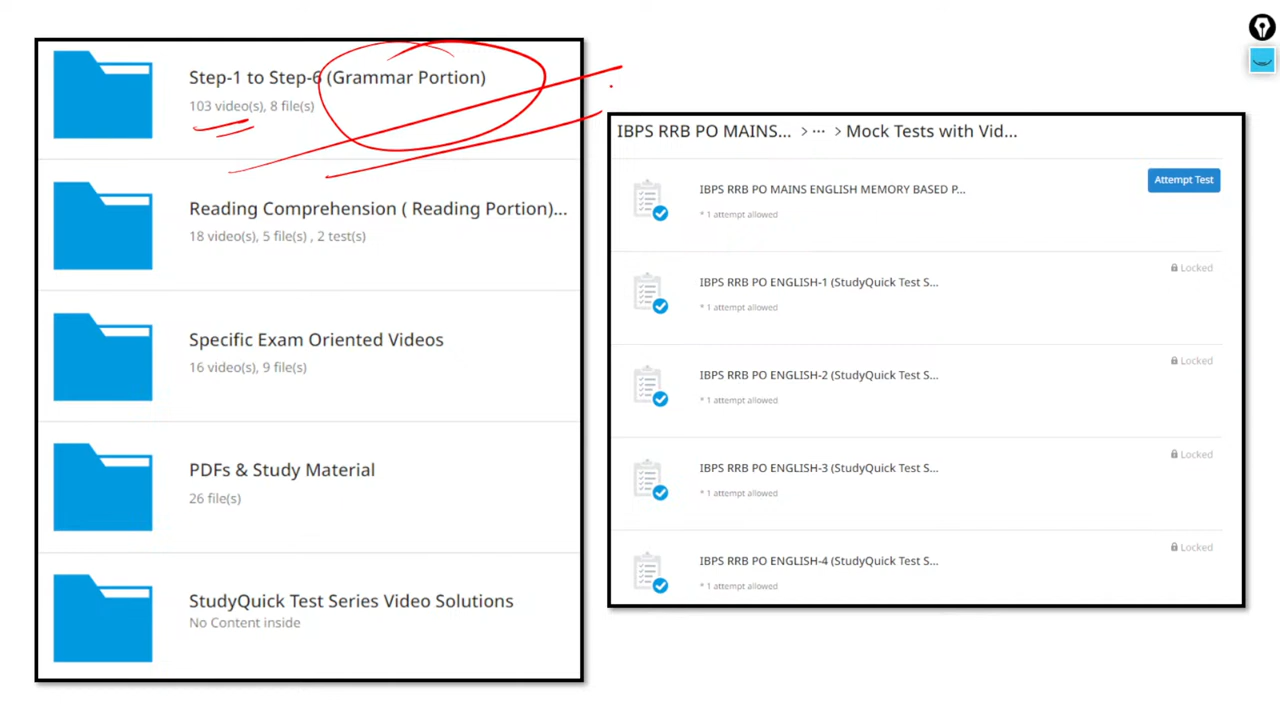 Step-1 to Step-6 (Grammar Portion)
103 video(s), 8 file(s)
Reading Comprehension ( Reading Portion)...
18 video(s), 5 file(s) , 2 test(s)
Specific Exam Oriented Videos
16 video(s), 9 file(s)
PDFs & Study Material
26 file(s)
StudyQuick Test Series Video Solutions
No Content inside
IBPS RRB PO MAINS... > ··· > Mock Tests with Vid...
IBPS RRB PO MAINS ENGLISH MEMORY BASED P...
Attempt Test
* 1 attempt allowed
IBPS RRB PO ENGLISH-1 (StudyQuick Test S...
Locked
* 1 attempt allowed
IBPS RRB PO ENGLISH-2 (StudyQuick Test S...
Locked
* 1 attempt allowed
IBPS RRB PO ENGLISH-3 (StudyQuick Test S...
Locked
* 1 attempt allowed
IBPS RRB PO ENGLISH-4 (StudyQuick Test S...
Locked
* 1 attempt allowed